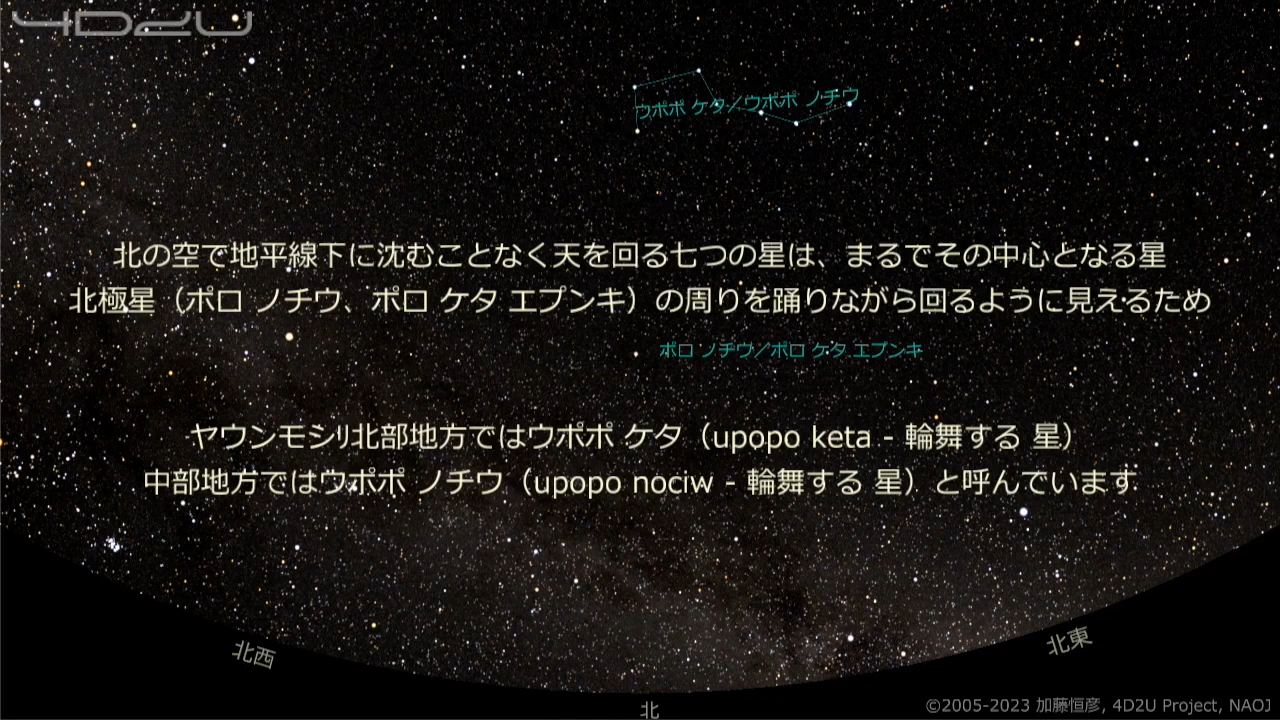 4D2U
ウポポ ケタ／ウポポ ノチウ
北の空で地平線下に沈むことなく天を回る七つの星は、まるでその中心となる星
北極星（ポロ ノチウ、ポロ ケタ エプンキ）の周りを踊りながら回るように見えるため
ポロ ノチウ／ポロ ケタ エプンキ
ヤウンモシㇼ北部地方ではウポポ ケタ（upopo keta - 輪舞する 星）
中部地方ではウポポ ノチウ（upopo nociw - 輪舞する 星）と呼んでいます
北西
北東
北
©2005-2023 加藤恒彦, 4D2U Project, NAOJ